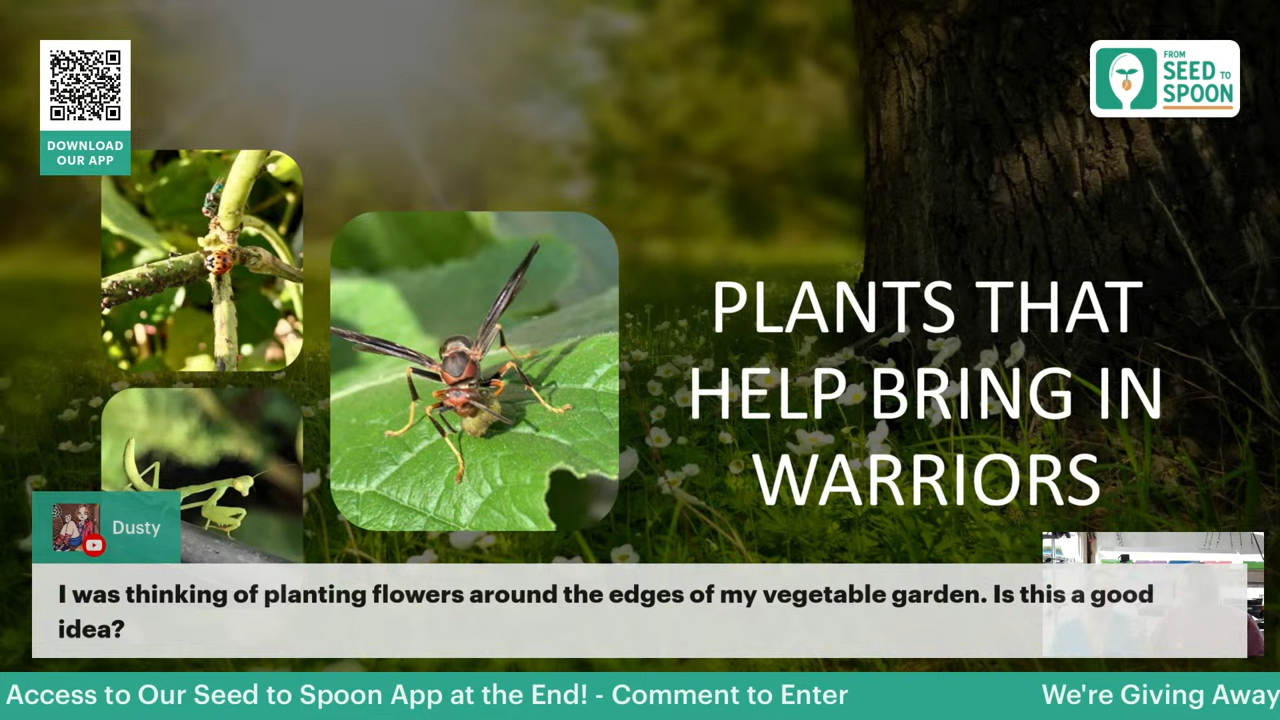 DOWNLOAD
OUR APP
FROM
SEED TO
SPOON
PLANTS THAT
HELP BRING IN
WARRIORS
Dusty
I was thinking of planting flowers around the edges of my vegetable garden. Is this a good
idea?
Access to Our Seed to Spoon App at the End! - Comment to Enter We're Giving Away